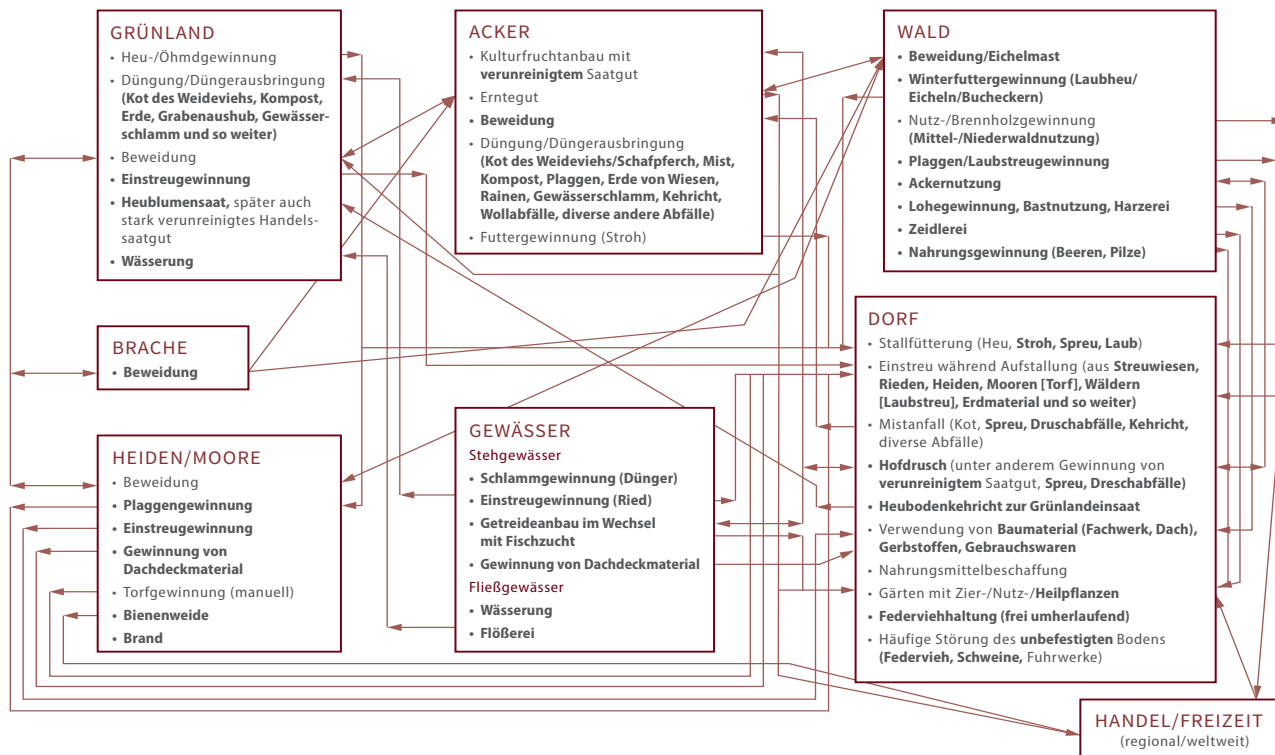 GRÜNLAND
• Heu-/Öhmdgewinnung
• Düngung/Düngerausbringung
(Kot des Weideviehs, Kompost,
Erde, Grabenaushub, Gewässer-
schlamm und so weiter)
• Beweidung
• Einstreugewinnung
• Heublumensaat, später auch
stark verunreinigtes Handels-
saatgut
• Wässerung
ACKER
• Kulturfruchtanbau mit
verunreinigtem Saatgut
• Erntegut
• Beweidung
• Düngung/Düngerausbringung
(Kot des Weideviehs/Schafpferch, Mist,
Kompost, Plaggen, Erde von Wiesen,
Rainen, Gewässerschlamm, Kehricht,
Wollabfälle, diverse andere Abfälle)
• Futtergewinnung (Stroh)
WALD
• Beweidung/Eichelmast
• Winterfuttergewinnung (Laubheu/
Eicheln/Bucheckern)
• Nutz-/Brennholzgewinnung
(Mittel-/Niederwaldnutzung)
• Plaggen/Laubstreugewinnung
• Ackernutzung
• Lohegewinnung, Bastnutzung, Harzerei
• Zeidlerei
• Nahrungsgewinnung (Beeren, Pilze)
BRACHE
• Beweidung
HEIDEN/MOORE
• Beweidung
• Plaggengewinnung
• Einstreugewinnung
• Gewinnung von
Dachdeckmaterial
• Torfgewinnung (manuell)
• Bienenweide
• Brand
GEWÄSSER
Stehgewässer
• Schlammgewinnung (Dünger)
• Einstreugewinnung (Ried)
• Getreideanbau im Wechsel
mit Fischzucht
• Gewinnung von Dachdeckmaterial
Fließgewässer
• Wässerung
• Flößerei
DORF
• Stallfütterung (Heu, Stroh, Spreu, Laub)
• Einstreu während Aufstallung (aus Streuwiesen,
Rieden, Heiden, Mooren [Torf], Wäldern
[Laubstreu], Erdmaterial und so weiter)
• Mistanfall (Kot, Spreu, Druschabfälle, Kehricht,
diverse Abfälle)
• Hofdrusch (unter anderem Gewinnung von
verunreinigtem Saatgut, Spreu, Dreschabfälle)
• Heubodenkehricht zur Grünlandeinsaat
• Verwendung von Baumaterial (Fachwerk, Dach),
Gerbstoffen, Gebrauchswaren
• Nahrungsmittelbeschaffung
• Gärten mit Zier-/Nutz-/Heilpflanzen
• Federviehhaltung (frei umherlaufend)
• Häufige Störung des unbefestigten Bodens
(Federvieh, Schweine, Fuhrwerke)
HANDEL/FREIZEIT
(regional/weltweit)